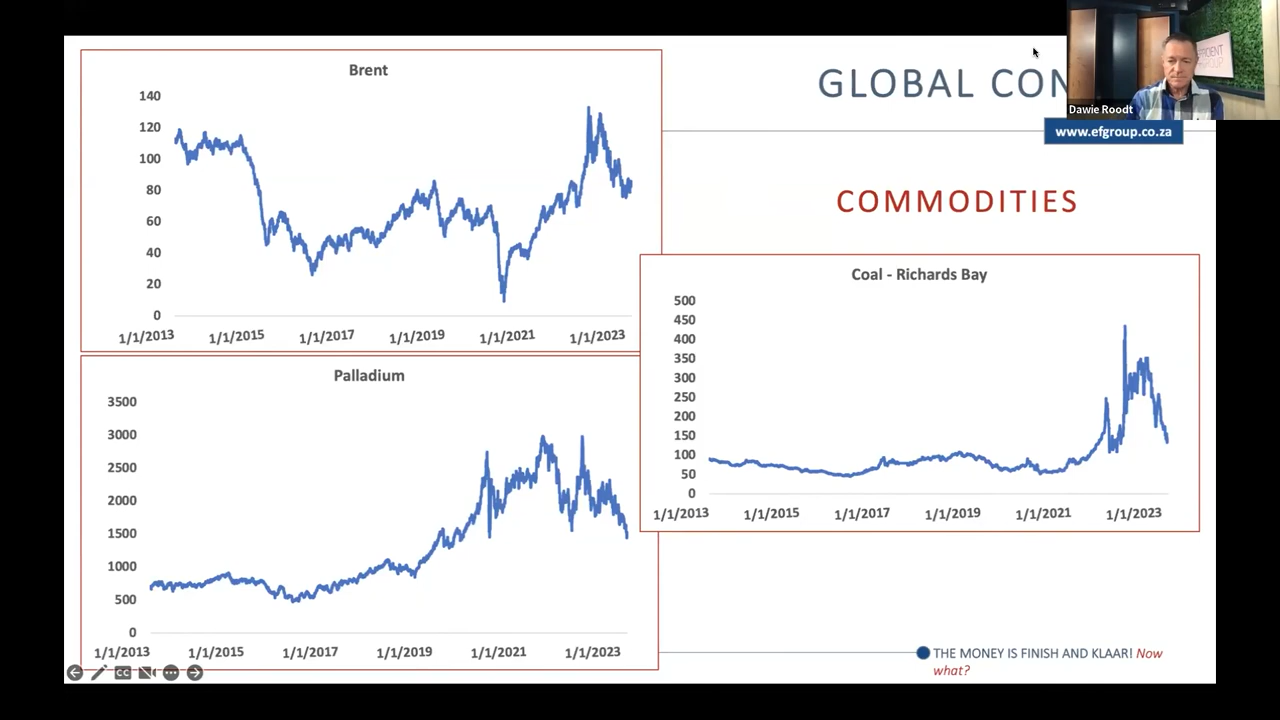 Brent
140
120
100
80
60
40
20
0
1/1/2013 1/1/2015 1/1/2017 1/1/2019 1/1/2021 1/1/2023
Palladium
3500
3000
2500
2000
1500
1000
500
0
1/1/2013 1/1/2015 1/1/2017 1/1/2019 1/1/2021 1/1/2023
GLOBAL CON
Dawie Roodt
www.efgroup.co.za
COMMODITIES
Coal - Richards Bay
500
450
400
350
300
250
200
150
100
50
0
1/1/2013 1/1/2015 1/1/2017 1/1/2019 1/1/2021 1/1/2023
THE MONEY IS FINISH AND KLAAR! Now
what?
CC